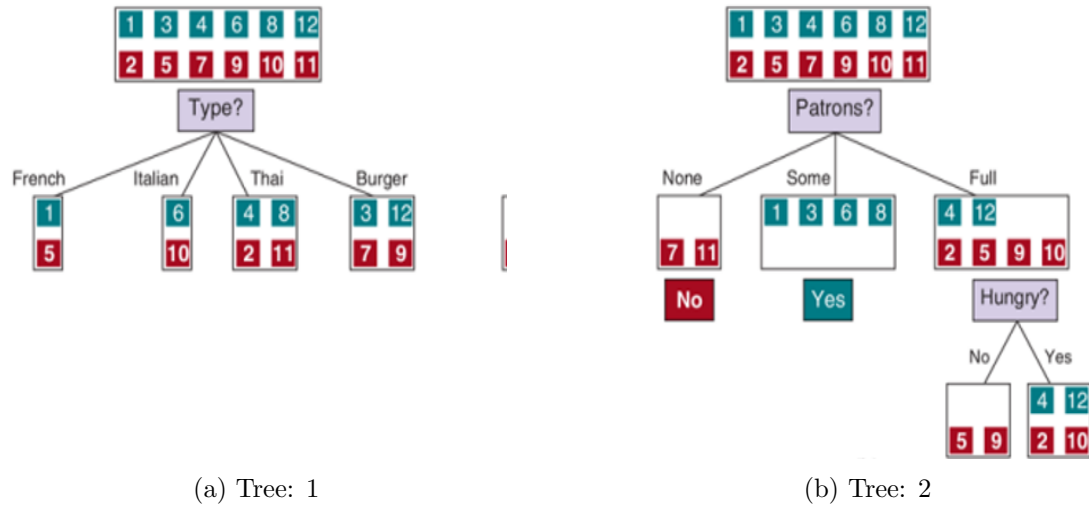 1 3 4 6 8 12
2 5 7 9 10 11
Type?
French Italian Thai Burger
1 6 4 8 3 12
5 10 2 11 7 9
(a) Tree: 1
1 3 4 6 8 12
2 5 7 9 10 11
Patrons?
None Some Full
1 3 6 8 4 12
7 11 2 5 9 10
No Yes Hungry?
No Yes
4 12
5 9 2 10
(b) Tree: 2